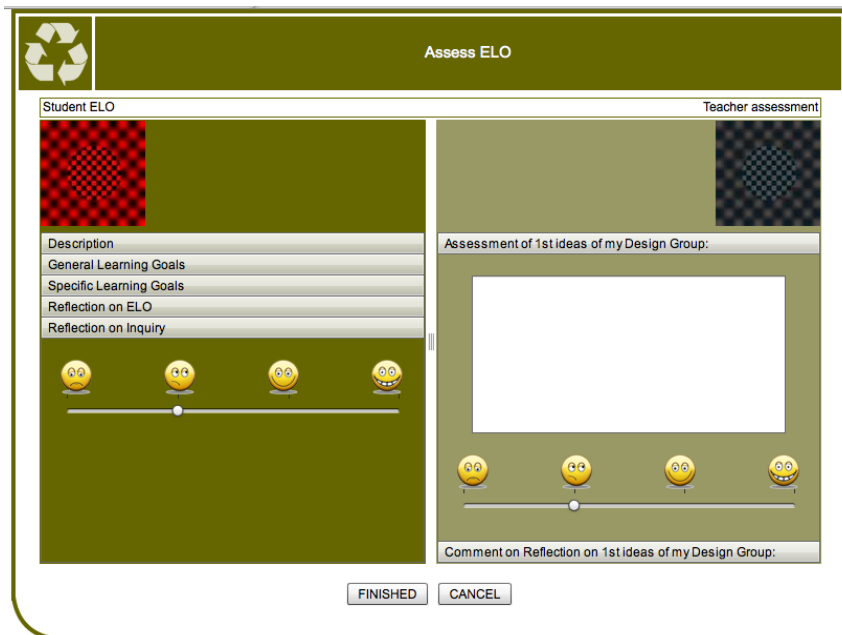 Assess ELO
Student ELO
Teacher assessment
Description
General Learning Goals
Specific Learning Goals
Reflection on ELO
Reflection on Inquiry
Assessment of 1st ideas of my Design Group:
Comment on Reflection on 1st ideas of my Design Group:
FINISHED
CANCEL